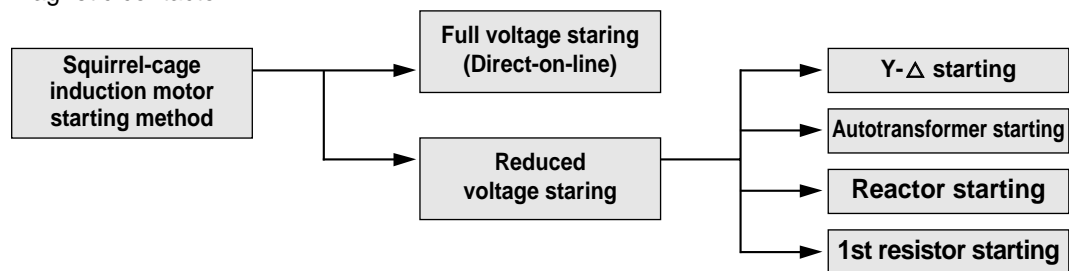 Squirrel-cage
induction motor
starting method
Full voltage staring
(Direct-on-line)
Reduced
voltage staring
Y-△ starting
Autotransformer starting
Reactor starting
1st resistor starting